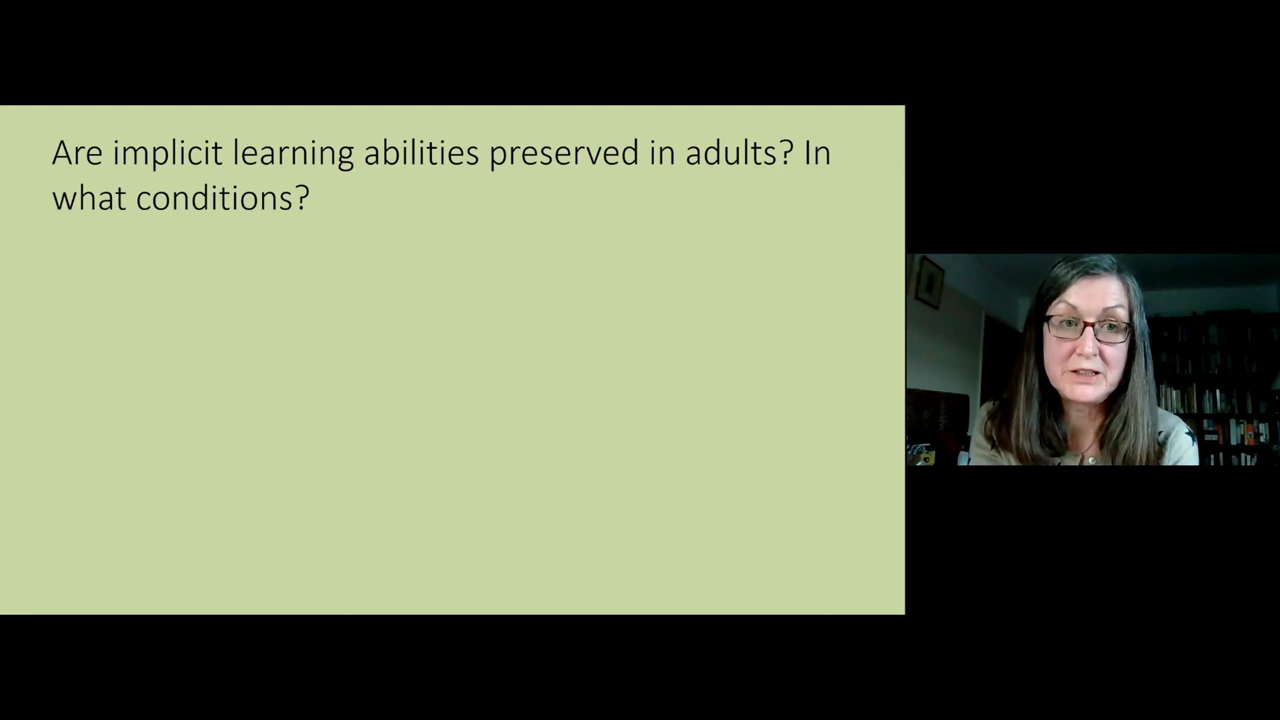 Are implicit learning abilities preserved in adults? In
what conditions?